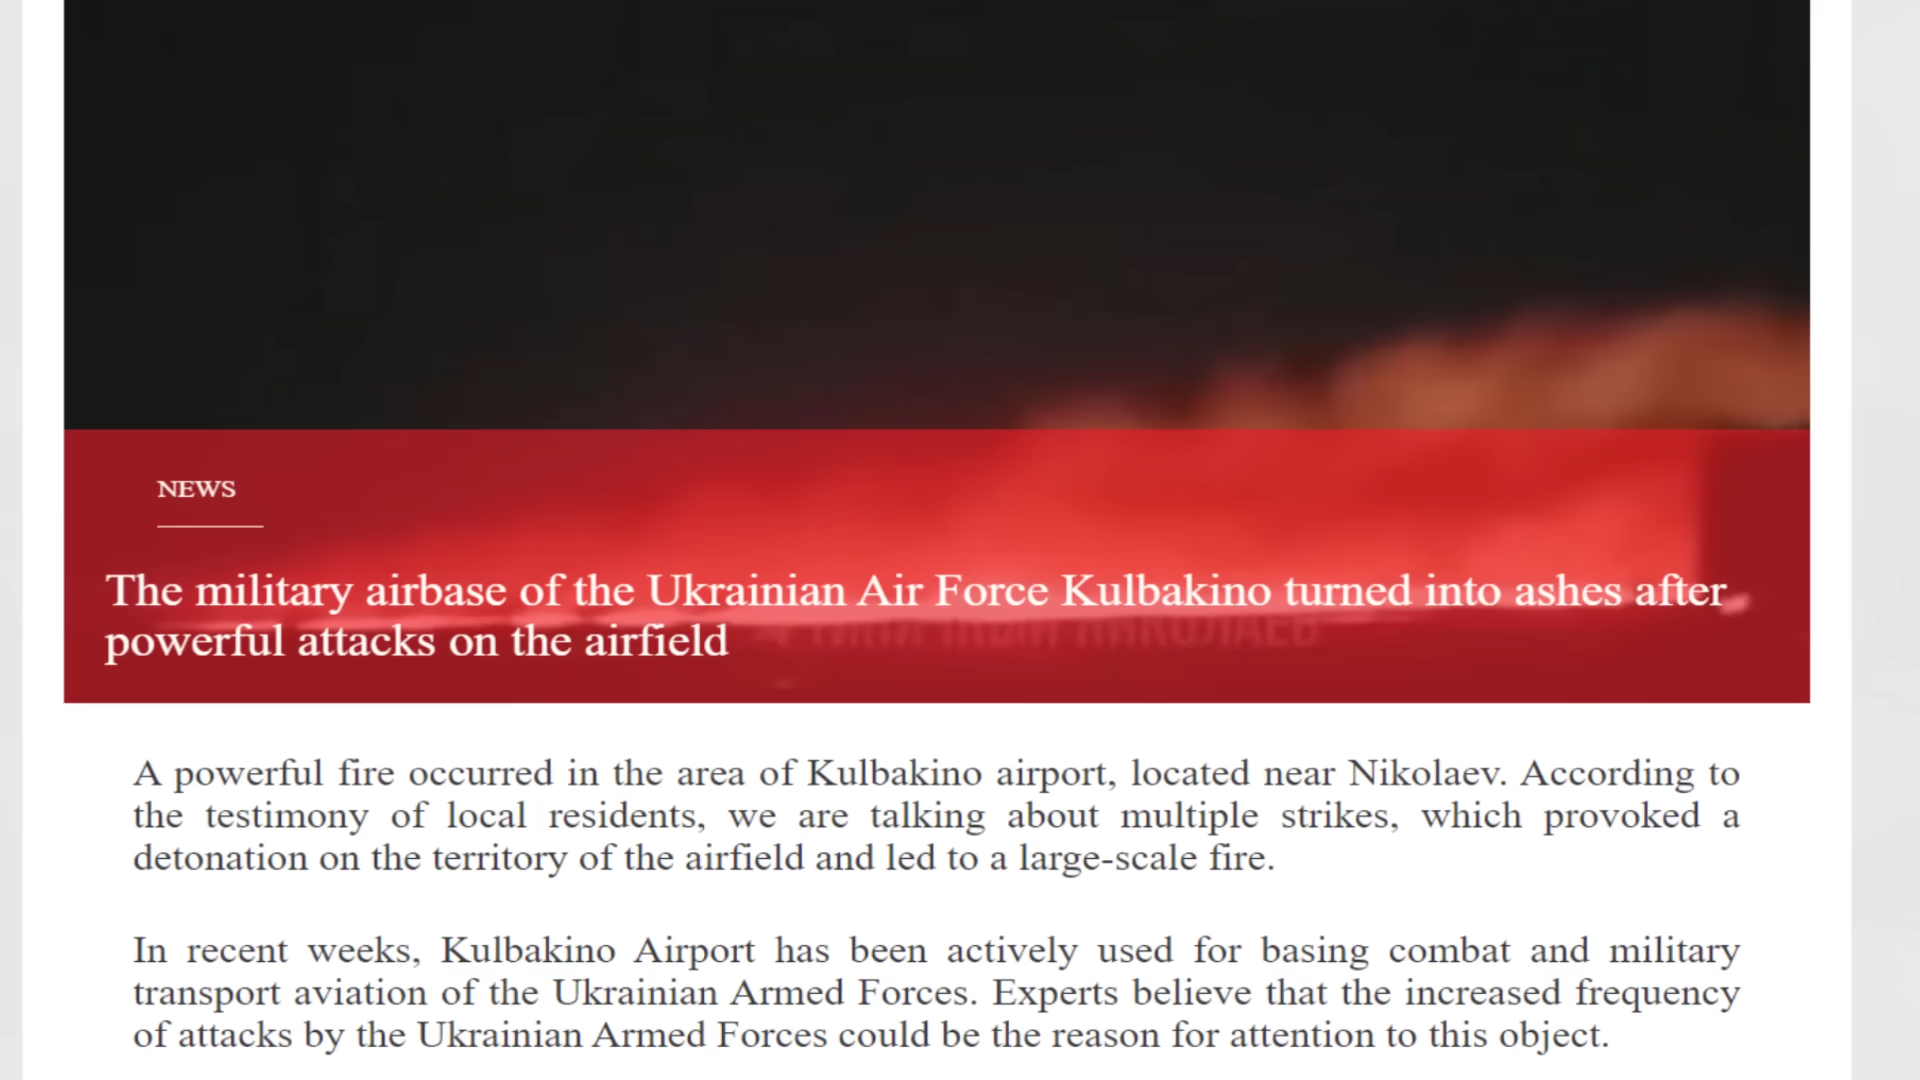 NEWS
The military airbase of the Ukrainian Air Force Kulbakino turned into ashes after
powerful attacks on the airfield
A powerful fire occurred in the area of Kulbakino airport, located near Nikolaev. According to
the testimony of local residents, we are talking about multiple strikes, which provoked a
detonation on the territory of the airfield and led to a large-scale fire.
In recent weeks, Kulbakino Airport has been actively used for basing combat and military
transport aviation of the Ukrainian Armed Forces. Experts believe that the increased frequency
of attacks by the Ukrainian Armed Forces could be the reason for attention to this object.